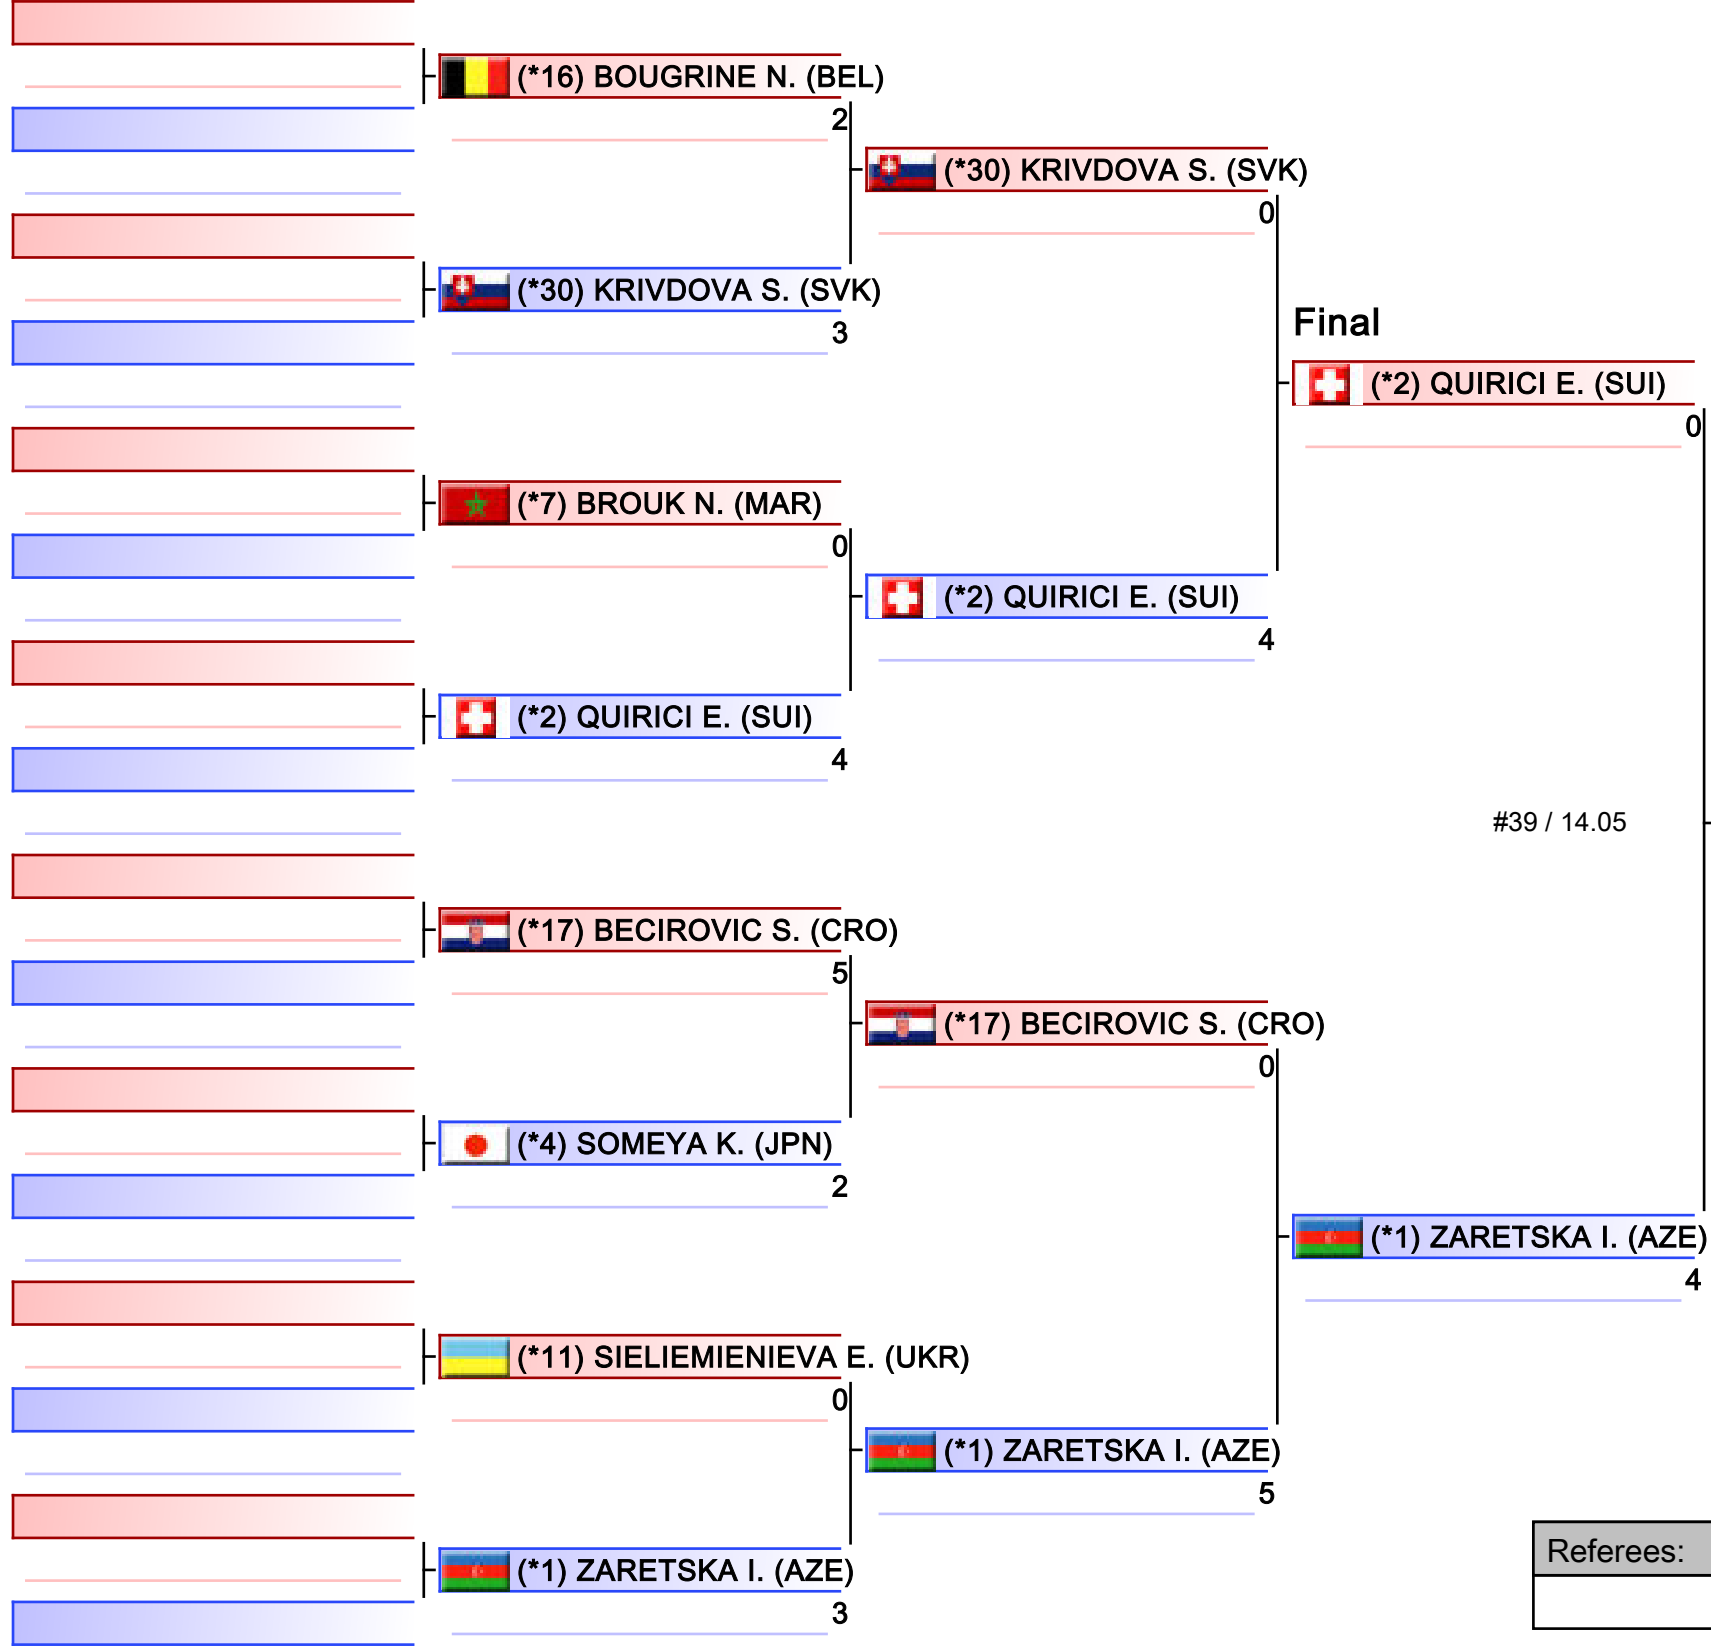 (*16) BOUGRINE N. (BEL)
2
(*30) KRIVDOVA S. (SVK)
0
(*30) KRIVDOVA S. (SVK)
3
Final
(*2) QUIRICI E. (SUI)
0
(*7) BROUK N. (MAR)
0
(*2) QUIRICI E. (SUI)
4
(*2) QUIRICI E. (SUI)
4
#39 / 14.05
(*17) BECIROVIC S. (CRO)
5
(*17) BECIROVIC S. (CRO)
0
(*4) SOMEYA K. (JPN)
2
(*1) ZARETSKA I. (AZE)
4
(*11) SIELIEMIENIEVA E. (UKR)
0
(*1) ZARETSKA I. (AZE)
5
(*1) ZARETSKA I. (AZE)
3
Referees: